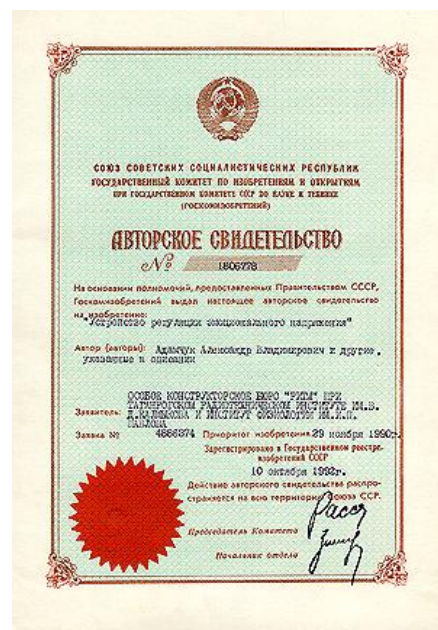 СОЮЗ СОВЕТСКИХ СОЦИАЛИСТИЧЕСКИХ РЕСПУБЛИК
ГОСУДАРСТВЕННЫЙ КОМИТЕТ ПО ИЗОБРЕТЕНИЯМ И ОТКРЫТИЯМ
ПРИ ГОСУДАРСТВЕННОМ КОМИТЕТЕ СССР ПО НАУКЕ И ТЕХНИКЕ
(ГОСКОМИЗОБРЕТЕНИЙ)
АВТОРСКОЕ СВИДЕТЕЛЬСТВО
№ 1806778
На основании полномочий, предоставленных Правительством СССР,
Госкомизобретений выдал настоящее авторское свидетельство
на изобретение:
"Устройство регуляции эмоционального напряжения"
Автор (авторы): Адамчук Александр Владимирович и другие,
указанные в описании
ОСОБОЕ КОНСТРУКТОРСКОЕ БЮРО "РИТМ" ПРИ
ТАГАНРОГСКОМ РАДИОТЕХНИЧЕСКОМ ИНСТИТУТЕ ИМ.В.
Заявитель: Д.КАЛМЫКОВА И ИНСТИТУТ ФИЗИОЛОГИИ ИМ.И.П.
ПАВЛОВА
Заявка № 4886374 Приоритет изобретения 29 ноября 1990г.
Зарегистрировано в Государственном реестре
изобретений СССР
10 октября 1992г.
Действие авторского свидетельства распро-
страняется на всю территорию Союза ССР.
Председатель Комитета
Начальник отдела